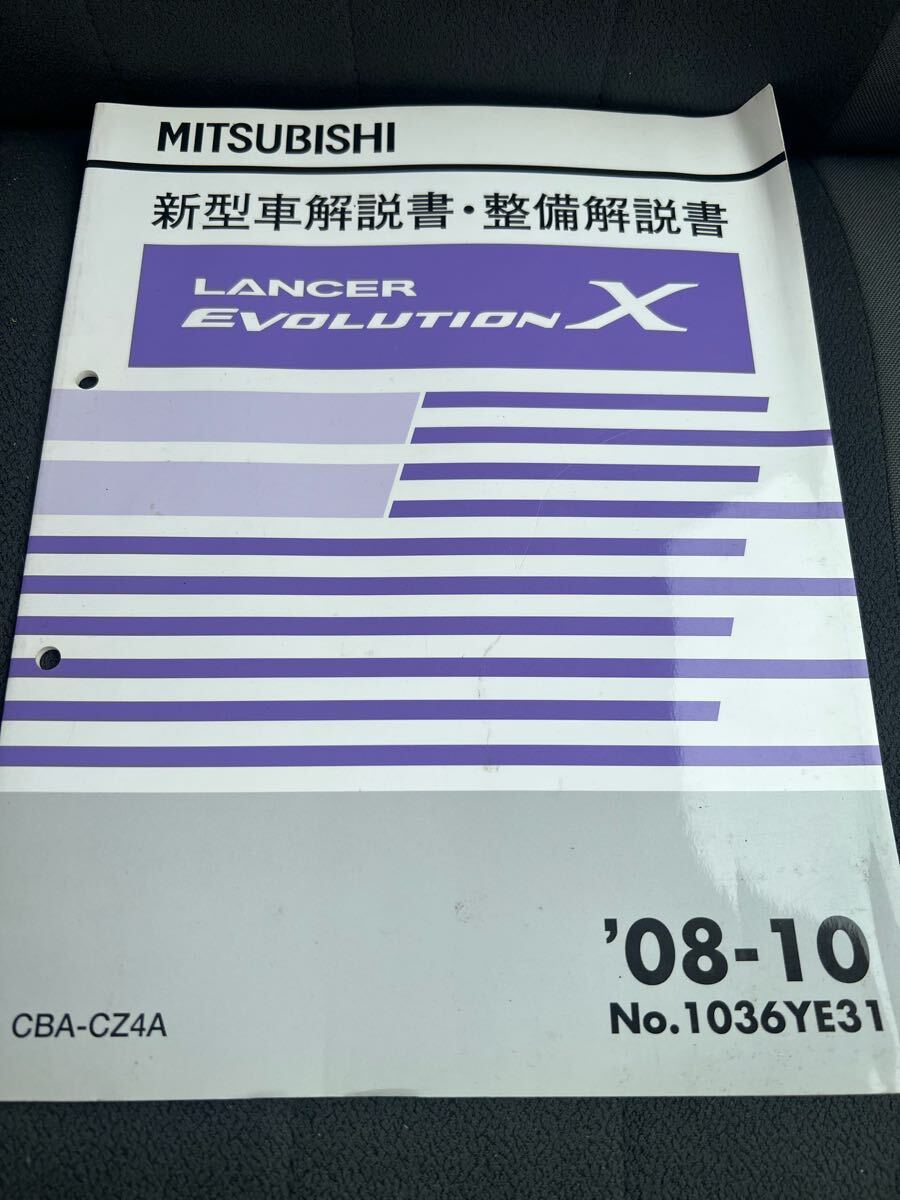 MITSUBISHI
新型車解説書・整備解説書
LANCER
EVOLUTION X
'08-10
No.1036YE31
CBA-CZ4A